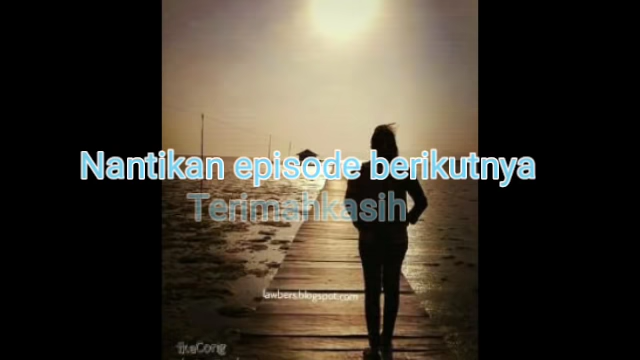 Nantikan episode berikutnya
Terimahkasih
lawbers.blogspot.com